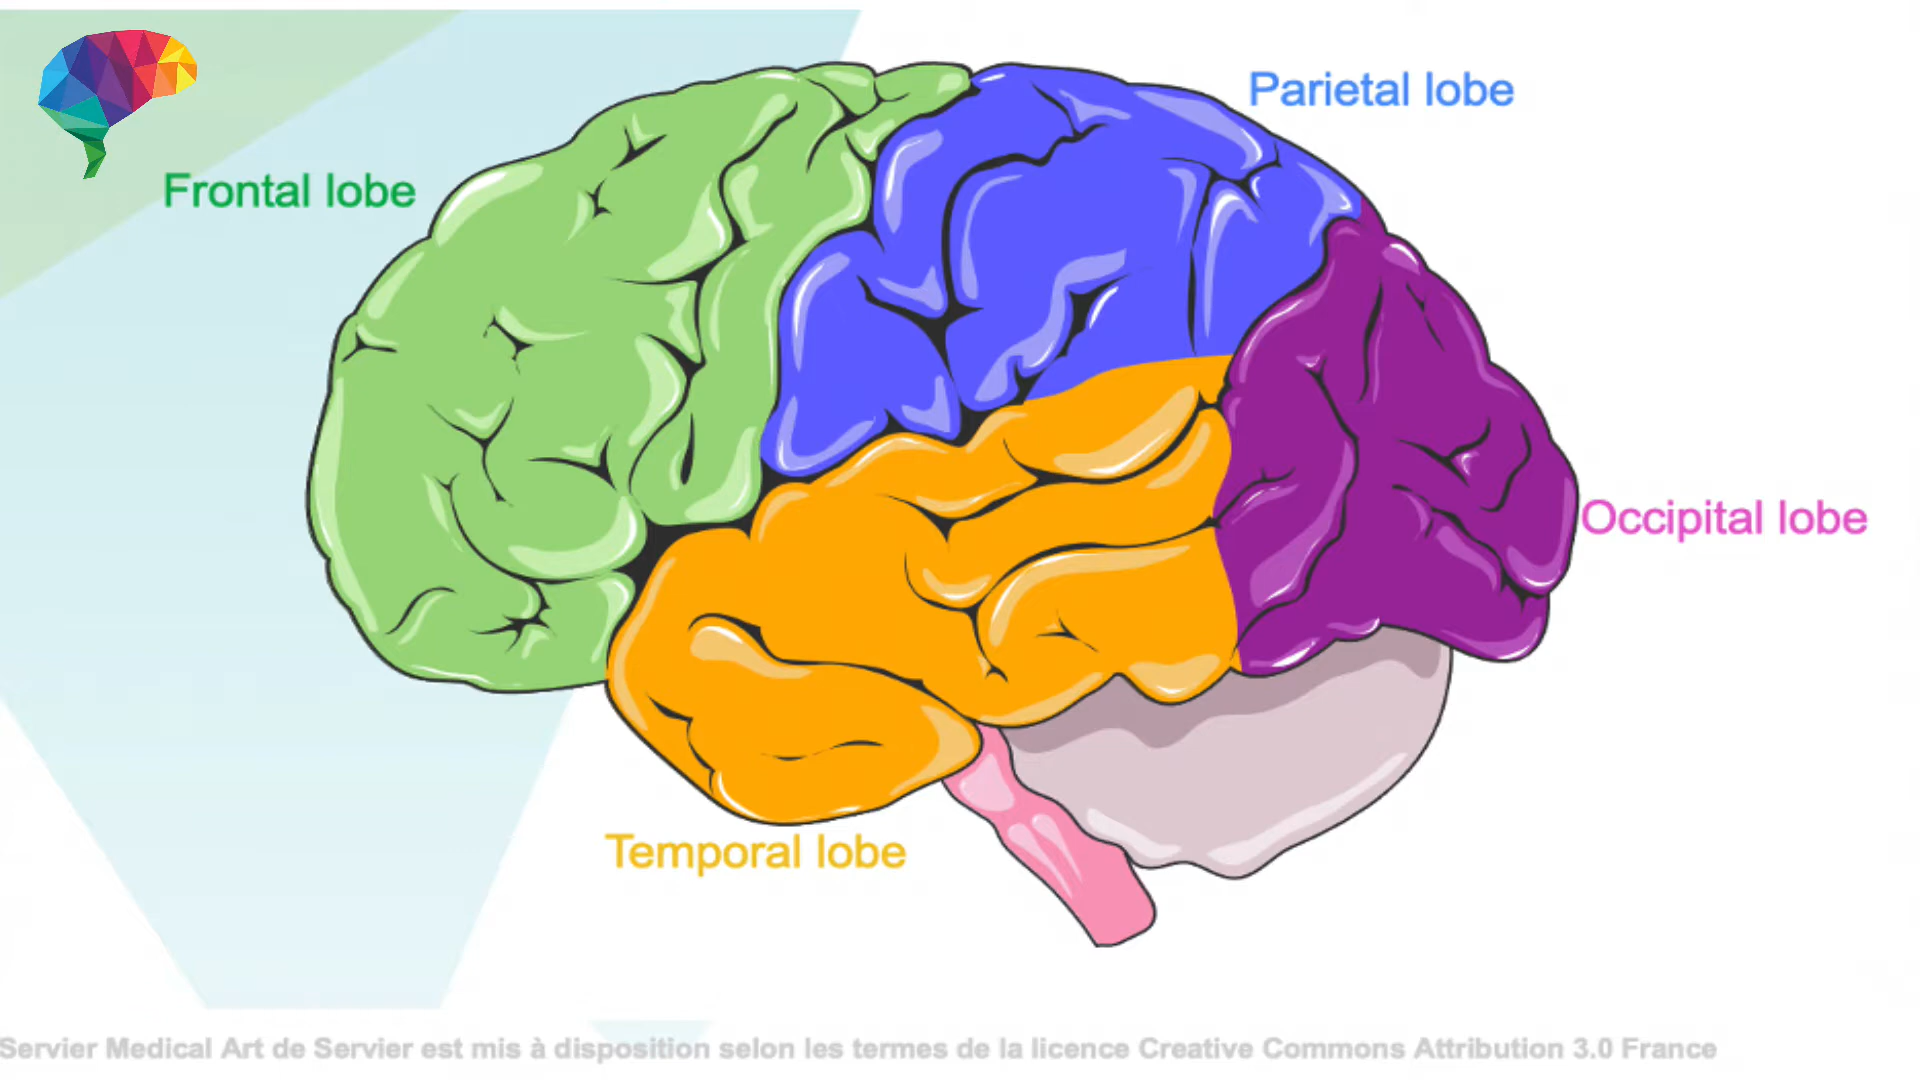 Parietal lobe
Frontal lobe
Occipital lobe
Temporal lobe
Servier Medical Art de Servier est mis à disposition selon les termes de la licence Creative Commons Attribution 3.0 France